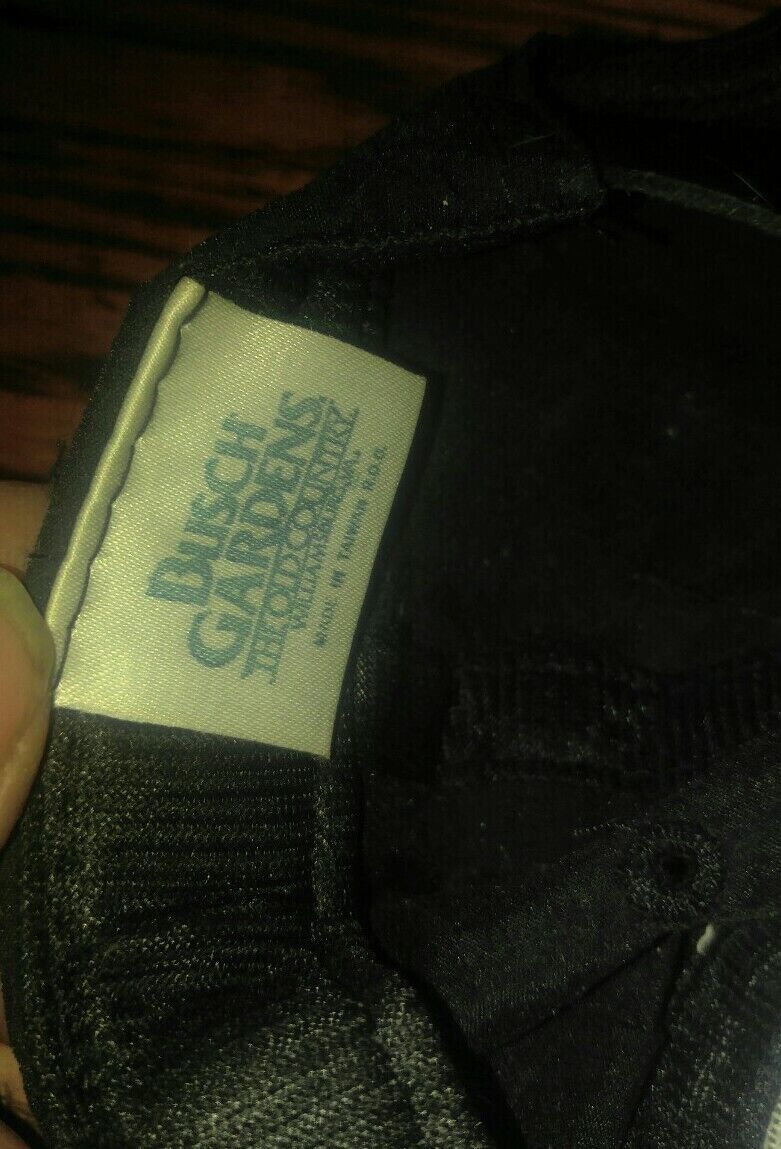 BUSCH
GARDENS,
THE OLD COUNTRY.
WILLIAMSBURG, VA.
MADE IN TAIWAN R.O.C.